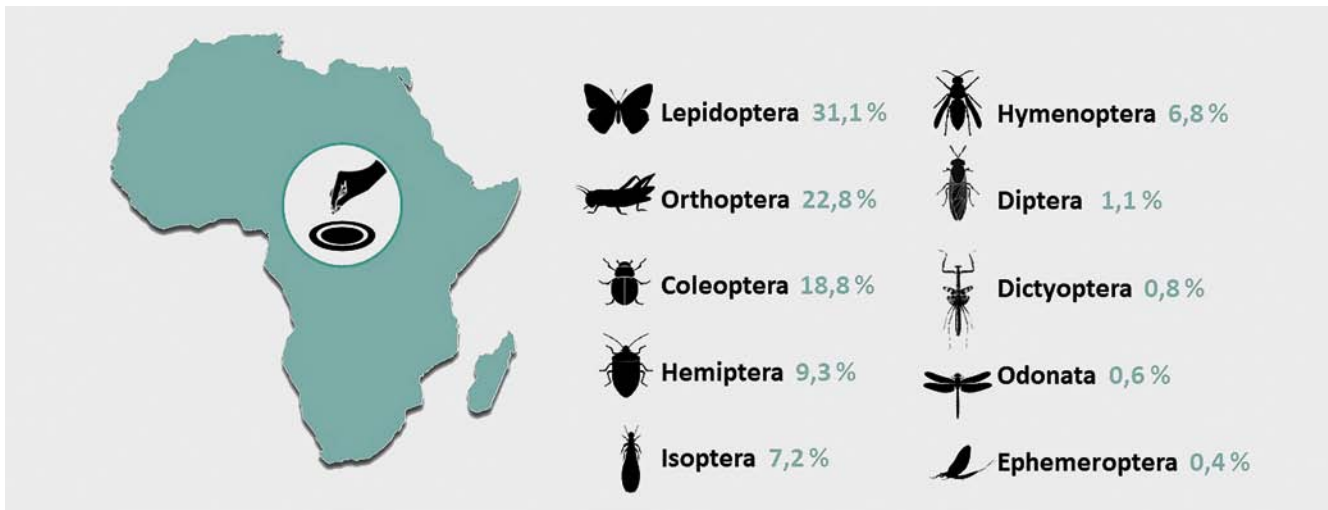 Lepidoptera 31,1 %
Orthoptera 22,8 %
Coleoptera 18,8 %
Hemiptera 9,3 %
Isoptera 7,2 %
Hymenoptera 6,8 %
Diptera 1,1 %
Dictyoptera 0,8 %
Odonata 0,6 %
Ephemeroptera 0,4 %